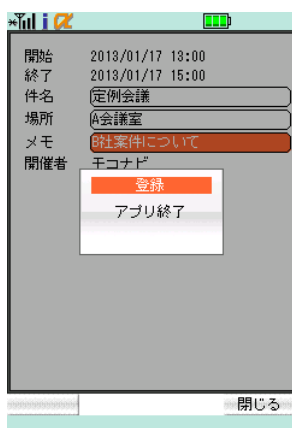 i α
開始 2013/01/17 13:00
終了 2013/01/17 15:00
件名 定例会議
場所 A会議室
メモ B社案件について
開催者 モコナビ
登録
アプリ終了
閉じる